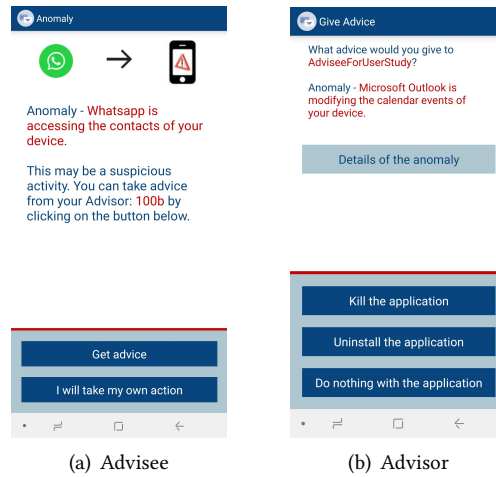 Anomaly
Anomaly - Whatsapp is
accessing the contacts of your
device.
This may be a suspicious
activity. You can take advice
from your Advisor: 100b by
clicking on the button below.
Get advice
I will take my own action
(a) Advisee
Give Advice
What advice would you give to
AdviseeForUserStudy?
Anomaly - Microsoft Outlook is
modifying the calendar events of
your device.
Details of the anomaly
Kill the application
Uninstall the application
Do nothing with the application
(b) Advisor